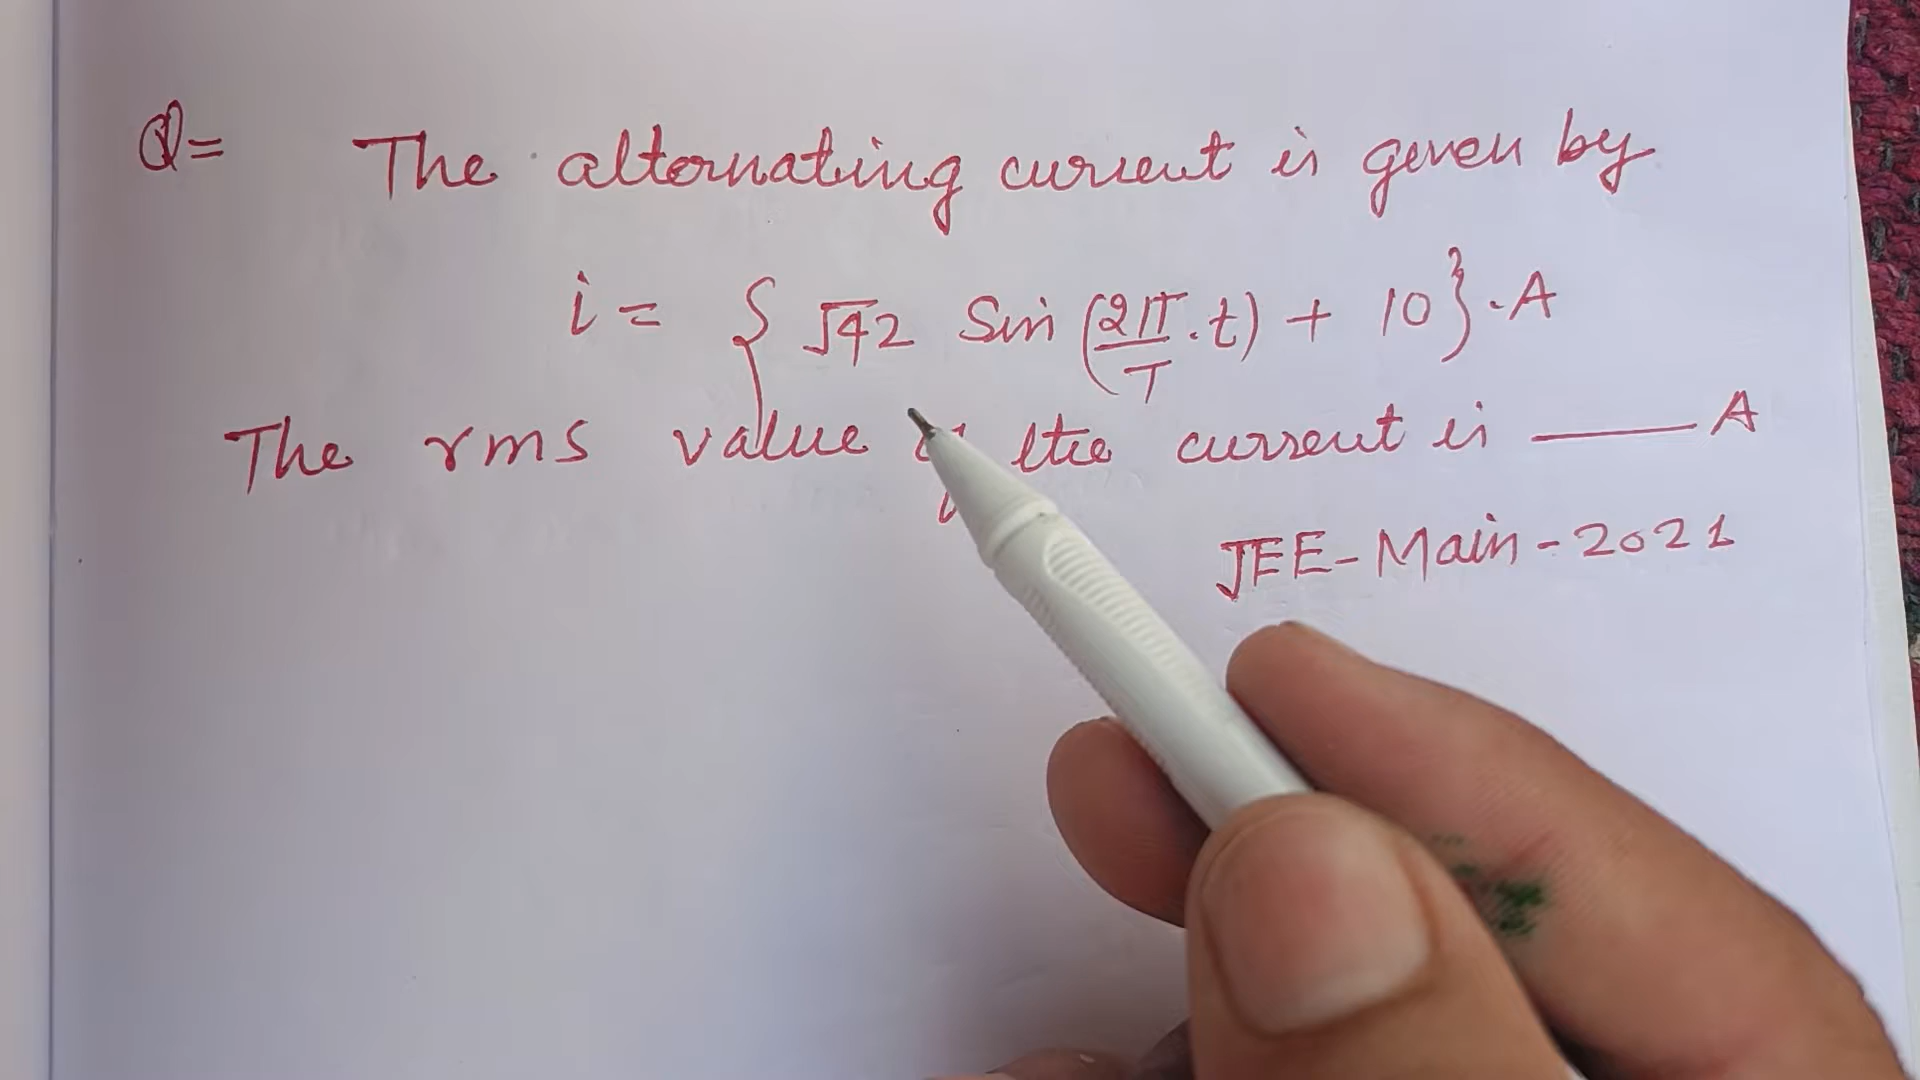 Q= The alternating current is given by
i = { √42 Sin (2π/T . t) + 10 } . A
The rms value of the current is ——— A
JEE-Main-2021